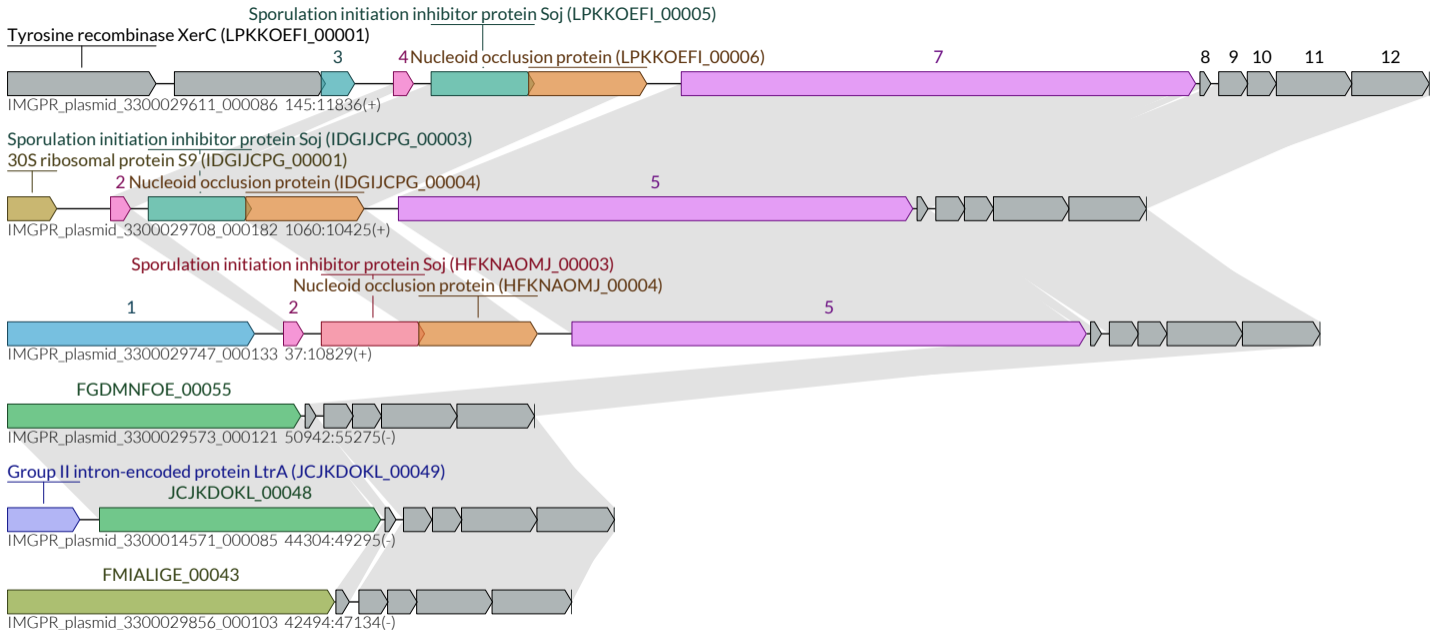 Sporulation initiation inhibitor protein Soj (LPKKOEFI_00005)
Tyrosine recombinase XerC (LPKKOEFI_00001)
3 4 Nucleoid occlusion protein (LPKKOEFI_00006) 7 8 9 10 11 12
IMGPR_plasmid_3300029611_000086 145:11836(+)
Sporulation initiation inhibitor protein Soj (IDGIJCPG_00003)
30S ribosomal protein S9 (IDGIJCPG_00001)
2 Nucleoid occlusion protein (IDGIJCPG_00004) 5
IMGPR_plasmid_3300029708_000182 1060:10425(+)
Sporulation initiation inhibitor protein Soj (HFKNAOMJ_00003)
Nucleoid occlusion protein (HFKNAOMJ_00004)
1 2 5
IMGPR_plasmid_3300029747_000133 37:10829(+)
FGDMNFOE_00055
IMGPR_plasmid_3300029573_000121 50942:55275(-)
Group II intron-encoded protein LtrA (JCJKDOKL_00049)
JCJKDOKL_00048
IMGPR_plasmid_3300014571_000085 44304:49295(-)
FMIALIGE_00043
IMGPR_plasmid_3300029856_000103 42494:47134(-)